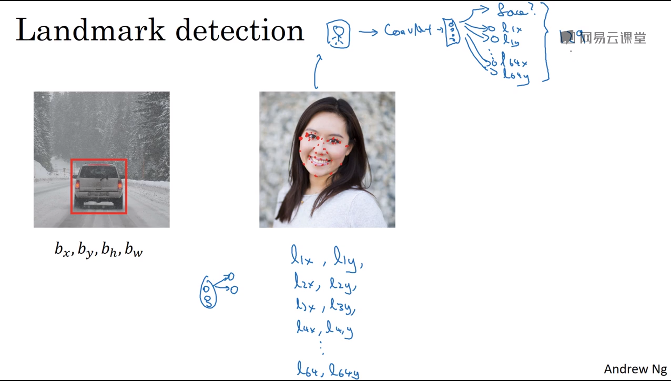 Landmark detection
ConvNet
face?
l1x
l1y
l64x
l64y
129
网易云课堂
bx, by, bh, bw
l1x, l1y,
l2x, l2y,
l3x, l3y,
l4x, l4y
l64, l64y
Andrew Ng